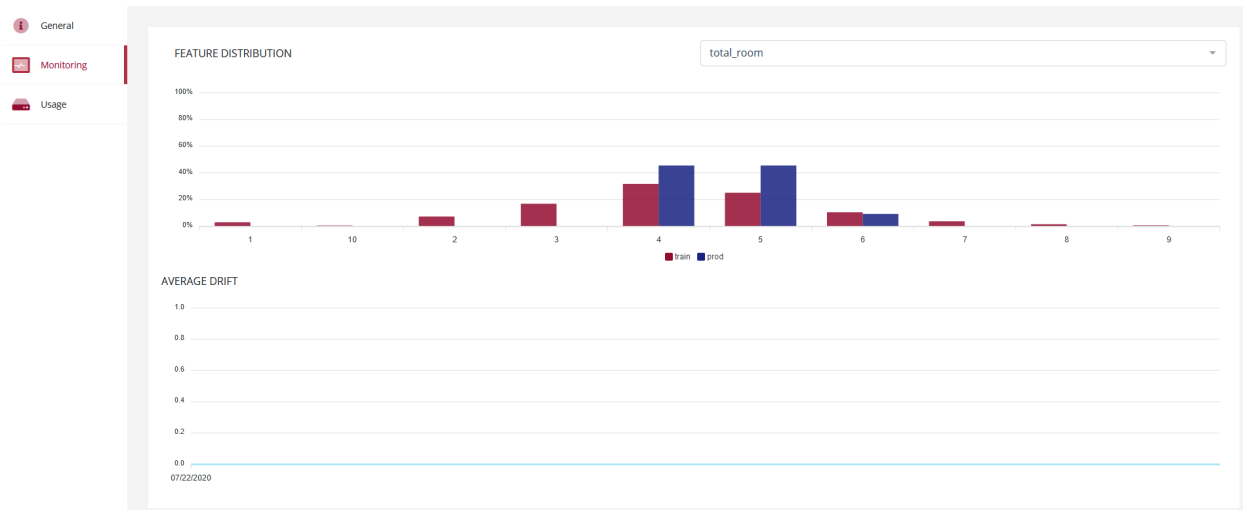 General
Monitoring
Usage
FEATURE DISTRIBUTION
total_room
100%
80%
60%
40%
20%
0%
1 10 2 3 4 5 6 7 8 9
train prod
AVERAGE DRIFT
1.0
0.8
0.6
0.4
0.2
0.0
07/22/2020